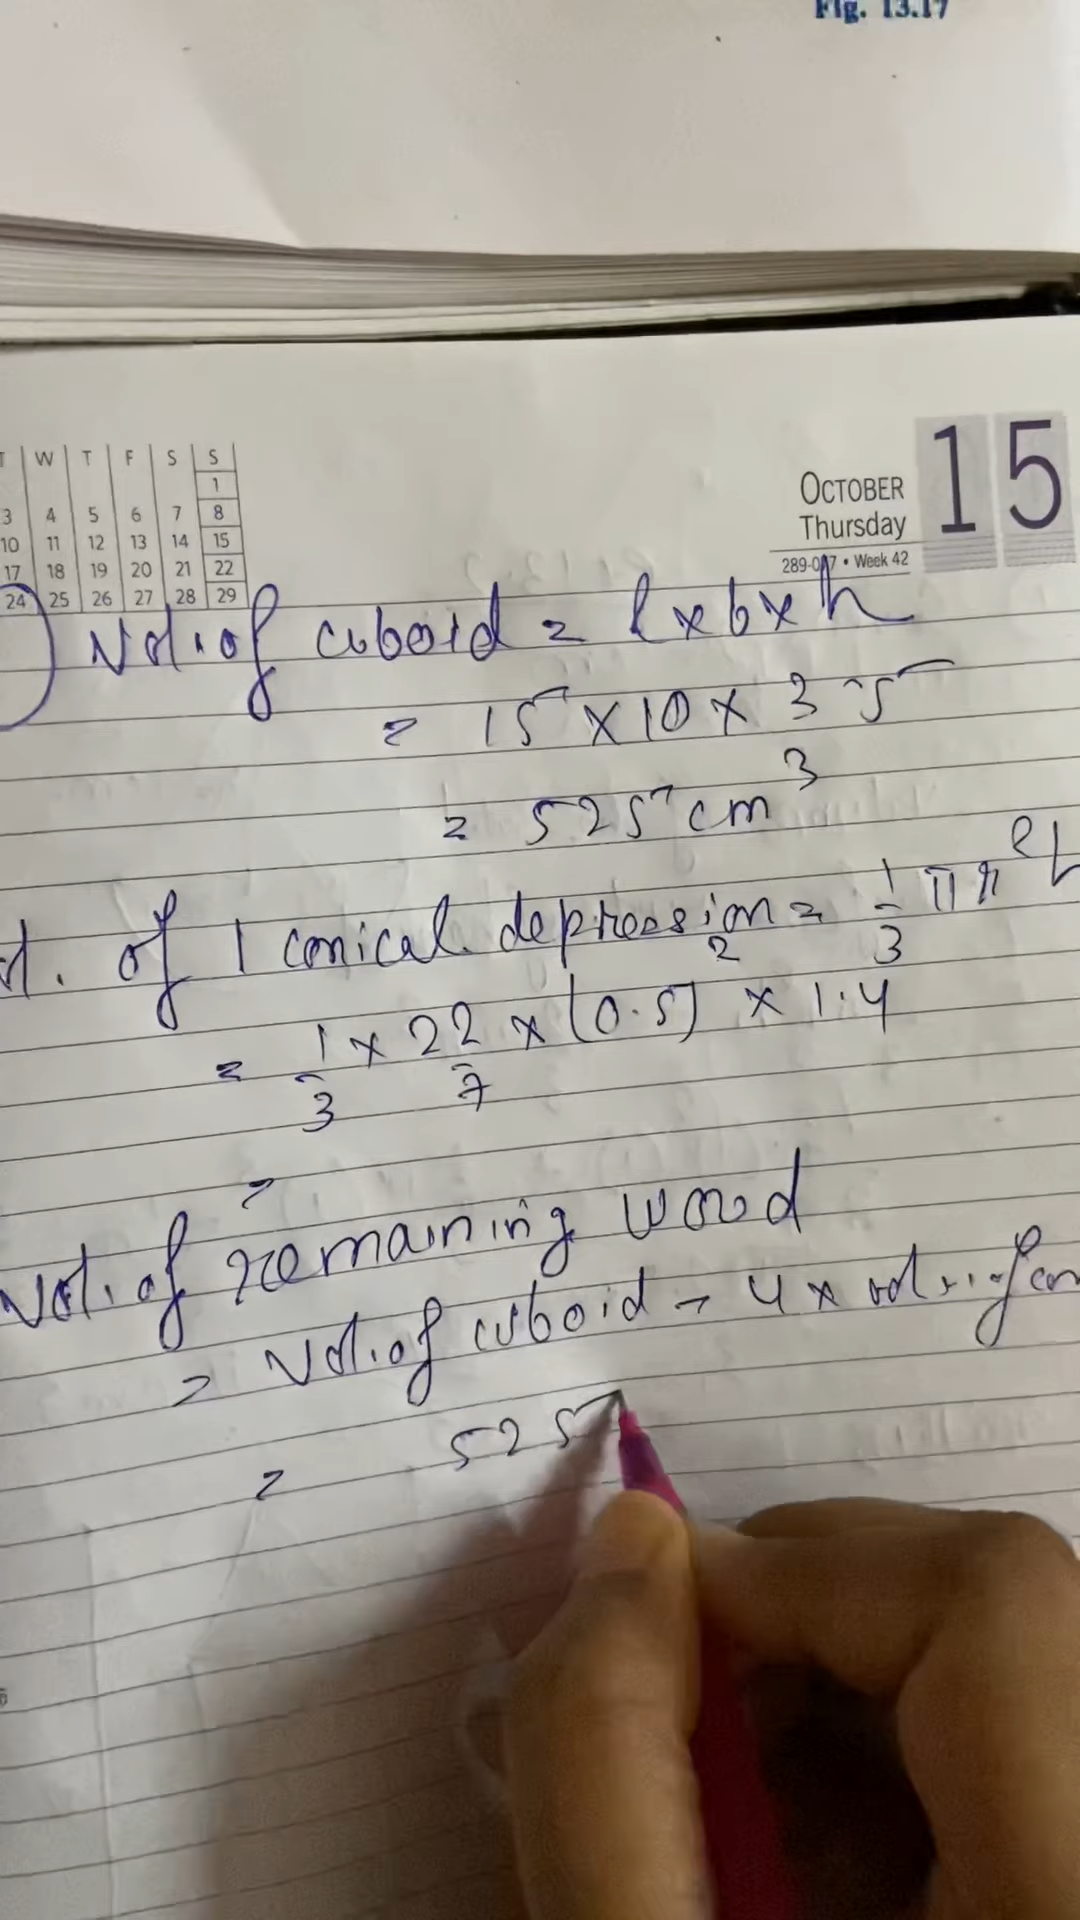 Fig. 13.17
T W T F S S
1
3 4 5 6 7 8
10 11 12 13 14 15
17 18 19 20 21 22
24 25 26 27 28 29
OCTOBER
Thursday
15
Week 42
Vol. of cuboid = l x b x h
= 15 x 10 x 3.5
= 525 cm³
of 1 conical depression = 1/3 π r² h
= 1/3 x 22/7 x (0.5)² x 1.4
=
Vol. of remaining wood
= Vol. of cuboid - 4 x vol. of
= 525